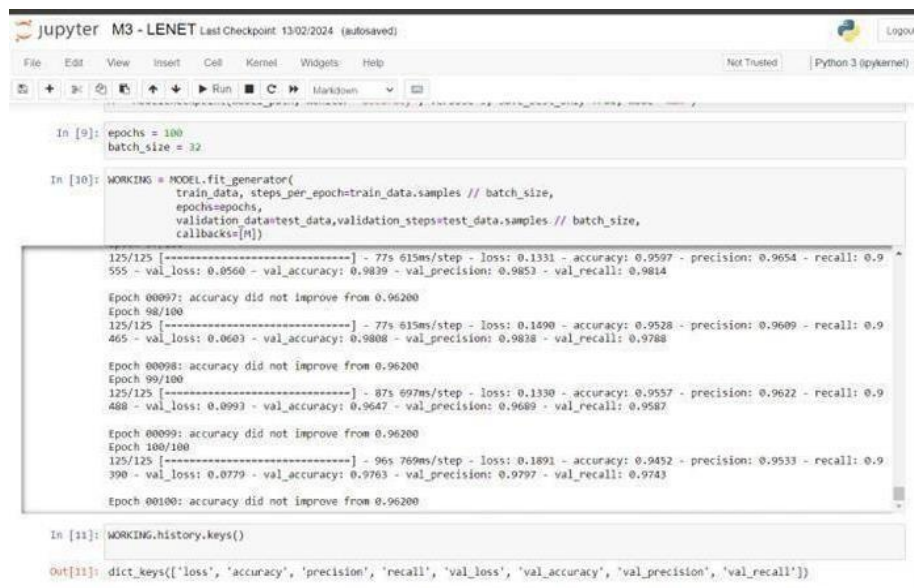 jupyter M3 - LENET Last Checkpoint: 13/02/2024 (autosaved)
Logout
File Edit View Insert Cell Kernel Widgets Help
Not Trusted
Python 3 (ipykernel)
Run
Markdown
In [9]: epochs = 100
batch_size = 32
In [10]: WORKING = MODEL.fit_generator(
train_data, steps_per_epoch=train_data.samples // batch_size,
epochs=epochs,
validation_data=test_data,validation_steps=test_data.samples // batch_size,
callbacks=[M])
125/125 [==============================] - 77s 615ms/step - loss: 0.1331 - accuracy: 0.9597 - precision: 0.9654 - recall: 0.9
555 - val_loss: 0.0560 - val_accuracy: 0.9839 - val_precision: 0.9853 - val_recall: 0.9814
Epoch 00097: accuracy did not improve from 0.96200
Epoch 98/100
125/125 [==============================] - 77s 615ms/step - loss: 0.1490 - accuracy: 0.9528 - precision: 0.9609 - recall: 0.9
465 - val_loss: 0.0603 - val_accuracy: 0.9808 - val_precision: 0.9838 - val_recall: 0.9788
Epoch 00098: accuracy did not improve from 0.96200
Epoch 99/100
125/125 [==============================] - 87s 697ms/step - loss: 0.1330 - accuracy: 0.9557 - precision: 0.9622 - recall: 0.9
488 - val_loss: 0.0993 - val_accuracy: 0.9647 - val_precision: 0.9689 - val_recall: 0.9587
Epoch 00099: accuracy did not improve from 0.96200
Epoch 100/100
125/125 [==============================] - 96s 769ms/step - loss: 0.1891 - accuracy: 0.9452 - precision: 0.9533 - recall: 0.9
390 - val_loss: 0.0779 - val_accuracy: 0.9763 - val_precision: 0.9797 - val_recall: 0.9743
Epoch 00100: accuracy did not improve from 0.96200
In [11]: WORKING.history.keys()
Out[11]: dict_keys(['loss', 'accuracy', 'precision', 'recall', 'val_loss', 'val_accuracy', 'val_precision', 'val_recall'])